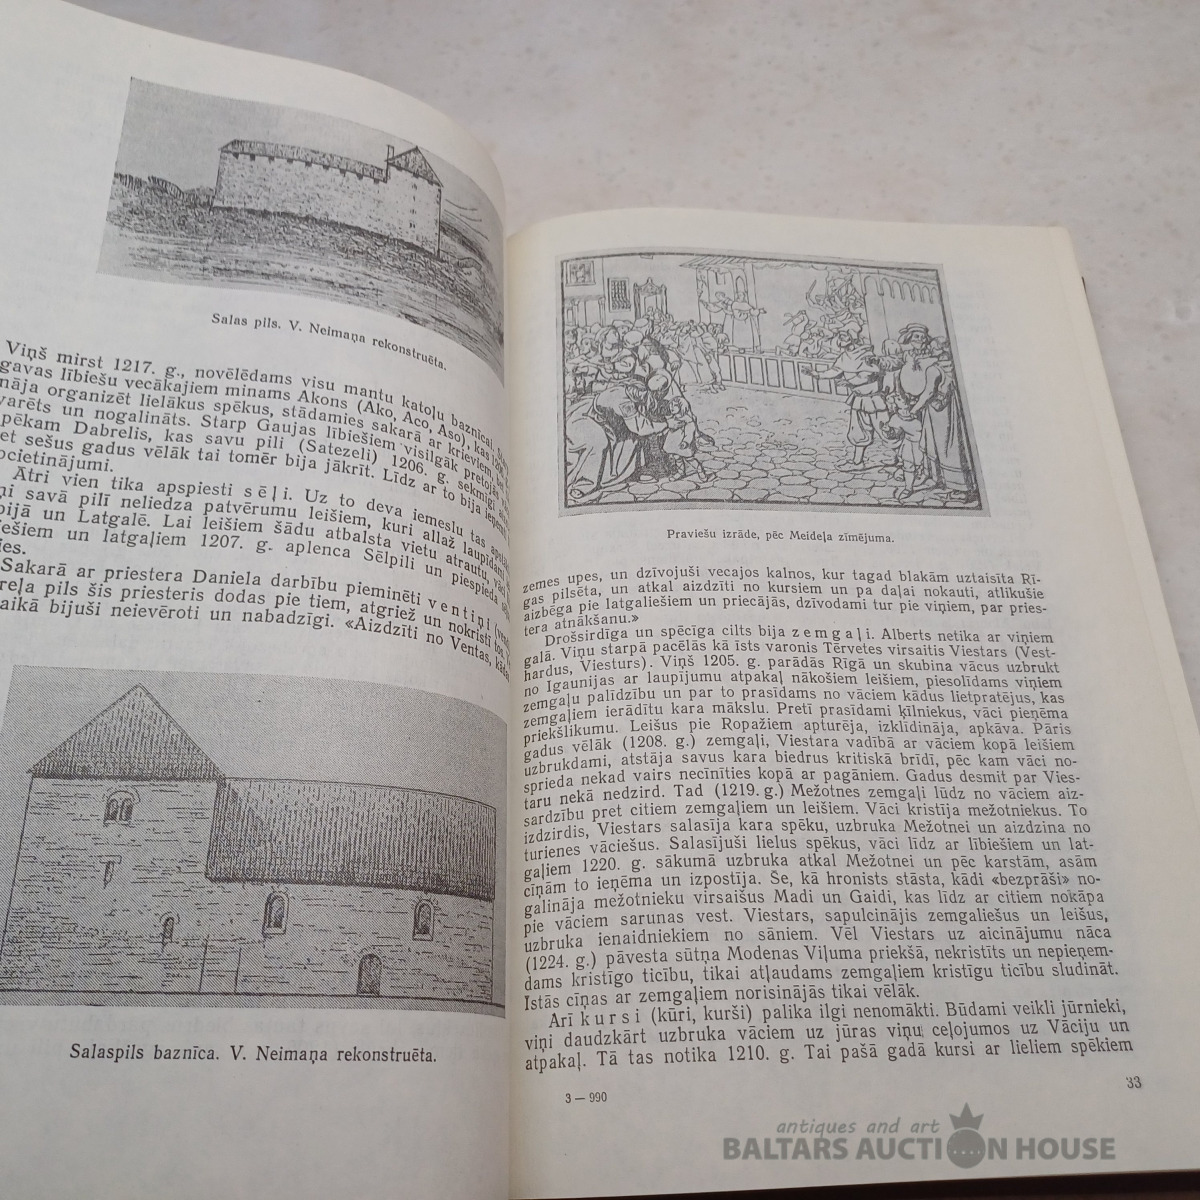 Salas pils. V. Neimaņa rekonstruēta.
Viņš mirst 1217. g., novēlēdams visu mantu katoļu baznīcai.
gavas lībiešu vecākajiem minams Akons (Ako, Aco, Aso), kas
nāja organizēt lielākus spēkus, stādamies sakarā ar krieviem,
varēts un nogalināts. Starp Gaujas lībiešiem visilgāk pretojās
pēkam Dabrelis, kas savu pili (Satezeli) 1206. g. sekmīgi
et sešus gadus vēlāk tai tomēr bija jākrīt. Līdz ar to bija
ocietinājumi.
Ātri vien tika apspiesti sēļi. Uz to deva iemeslu tas
ņi savā pilī neliedza patvērumu leišiem, kuri allaž laupīdami
bijā un Latgalē. Lai leišiem šādu atbalsta vietu atrautu, vād
ešiem un latgaļiem 1207. g. aplenca Sēlpili un piespieda
ies.
Sakarā ar priestera Daniela darbību pieminēti ventiņi
reļa pils šis priesteris dodas pie tiem, atgriež un nokristī tos.
aikā bijuši neievēroti un nabadzīgi. «Aizdzīti no Ventas,
Salaspils baznīca. V. Neimaņa rekonstruēta.
Praviešu izrāde, pēc Meideļa zīmējuma.
zemes upes, un dzīvojuši vecajos kalnos, kur tagad blakām uztaisīta Rī-
gas pilsēta, un atkal aizdzīti no kursiem un pa daļai nokauti, atlikušie
aizbēga pie latgaliešiem un priecājās, dzīvodami tur pie viņiem, par pries-
tera atnākšanu.»
Drošsirdīga un spēcīga cilts bija zemgaļi. Alberts netika ar viņiem
galā. Viņu starpā pacēlās kā īsts varonis Tērvetes virsaitis Viestars (Vest-
hardus, Viesturs). Viņš 1205. g. parādās Rīgā un skubina vācus uzbrukt
no Igaunijas ar laupījumu atpakaļ nākošiem leišiem, piesolīdams viņiem
zemgaļu palīdzību un par to prasīdams no vāciem kādus lietpratējus, kas
zemgaļiem ierādītu kara mākslu. Pretī prasīdami ķīlniekus, vāci pieņēma
priekšlikumu. Leišus pie Ropažiem apturēja, izklīdināja, apkāva. Pāris
gadus vēlāk (1208. g.) zemgaļi, Viestara vadībā ar vāciem kopā leišiem
uzbrukdami, atstāja savus kara biedrus kritiskā brīdī, pēc kam vāci no-
sprieda nekad vairs necīnīties kopā ar pagāniem. Gadus desmit par Vies-
taru nekā nedzird. Tad (1219. g.) Mežotnes zemgaļi lūdz no vāciem aiz-
sardzību pret citiem zemgaļiem un leišiem. Vāci kristīja mežotniekus. To
izdzirdis, Viestars salasīja kara spēku, uzbruka Mežotnei un aizdzina no
turienes vāciešus. Salasījuši lielus spēkus, vāci līdz ar lībiešiem un lat-
gaļiem 1220. g. sākumā uzbruka atkal Mežotnei un pēc karstām, asām
cīņām to ieņēma un izpostīja. Še, kā hronists stāsta, kādi «bezprāši» no-
galināja mežotnieku virsaišus Madi un Gaidi, kas līdz ar citiem nokāpa
pie vāciem sarunas vest. Viestars, sapulcinājis zemgaliešus un leišus,
uzbruka ienaidniekiem no sāniem. Vēl Viestars uz aicinājumu nāca
(1224. g.) pāvesta sūtņa Modenas Viļuma priekšā, nekristīts un nepieņem-
dams kristīgo ticību, tikai atļaudams zemgaļiem kristīgu ticību sludināt.
Īstās cīņas ar zemgaļiem norisinājās tikai vēlāk.
Arī kursi (kūri, kurši) palika ilgi nenomākti. Būdami veikli jūrnieki,
viņi daudzkārt uzbruka vāciem uz jūras viņu ceļojumos uz Vāciju un
atpakaļ. Tā tas notika 1210. g. Tai pašā gadā kursi ar lieliem spēkiem
3 — 990
33
antiques and art
BALTARS AUCTION HOUSE